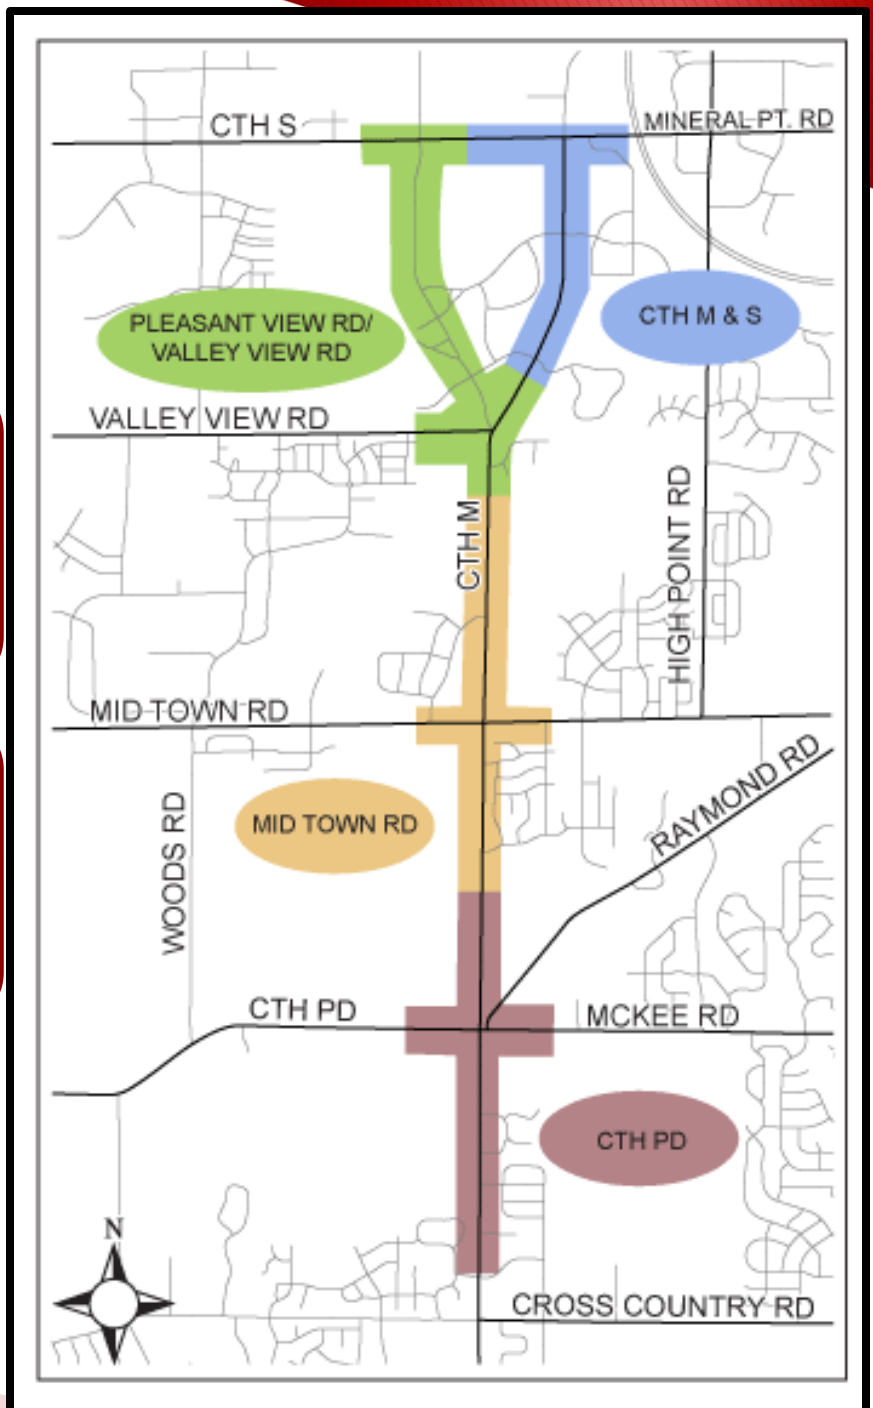 CTH S
MINERAL PT. RD
PLEASANT VIEW RD/
VALLEY VIEW RD
CTH M & S
VALLEY VIEW RD
CTH M
HIGH POINT RD
MID TOWN RD
RAYMOND RD
MID TOWN RD
WOODS RD
CTH PD
MCKEE RD
CTH PD
N
CROSS COUNTRY RD